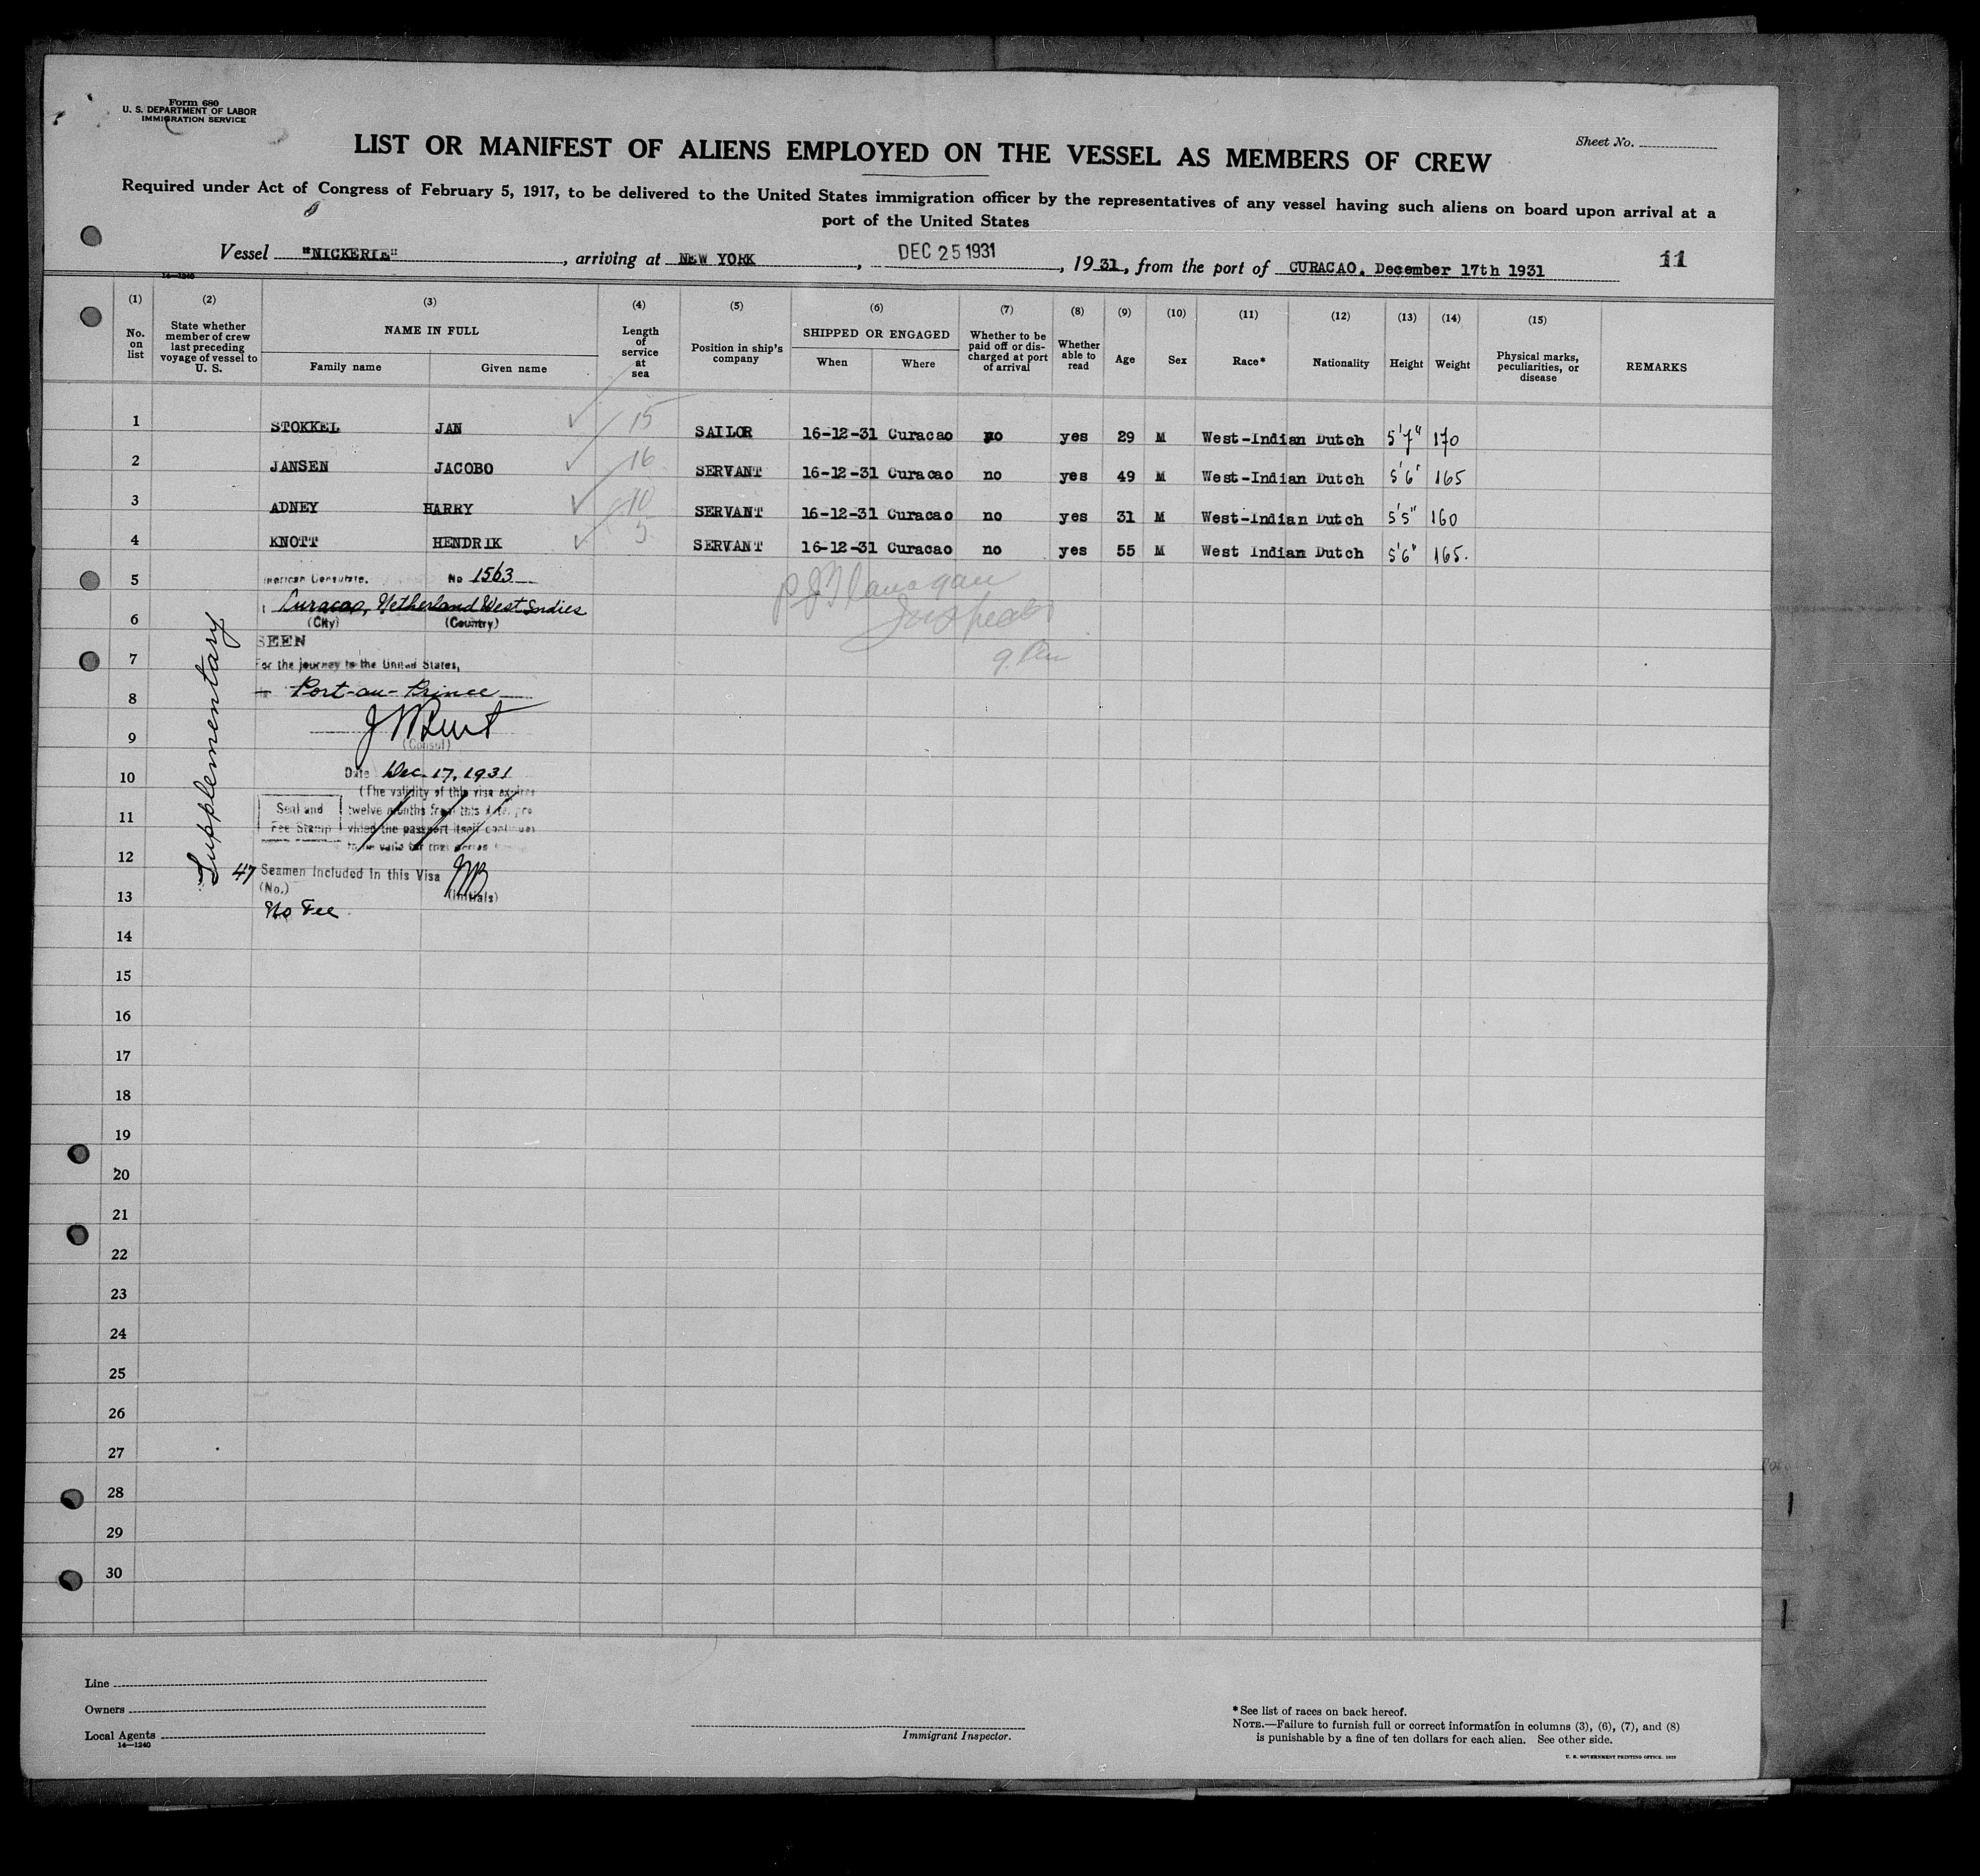 Form 680
U. S. DEPARTMENT OF LABOR
IMMIGRATION SERVICE
Sheet No.
LIST OR MANIFEST OF ALIENS EMPLOYED ON THE VESSEL AS MEMBERS OF CREW
Required under Act of Congress of February 5, 1917, to be delivered to the United States immigration officer by the representatives of any vessel having such aliens on board upon arrival at a
port of the United States
Vessel "NICKERIE", arriving at NEW YORK, DEC 25 1931, 1931, from the port of CURACAO. December 17th 1931 11
14—1240
(1) (2) (3) (4) (5) (6) (7) (8) (9) (10) (11) (12) (13) (14) (15)
No. on list
State whether member of crew last preceding voyage of vessel to U. S.
NAME IN FULL
Family name Given name
Length of service at sea
Position in ship's company
SHIPPED OR ENGAGED
When Where
Whether to be paid off or discharged at port of arrival
Whether able to read
Age
Sex
Race*
Nationality
Height
Weight
Physical marks, peculiarities, or disease
REMARKS
1 STOKKEL JAN 15 SAILOR 16-12-31 Curacao no yes 29 M West-Indian Dutch 5'7" 170
2 JANSEN JACOBO 16 SERVANT 16-12-31 Curacao no yes 49 M West-Indian Dutch 5'6" 165
3 ADNEY HARRY 10 SERVANT 16-12-31 Curacao no yes 31 M West-Indian Dutch 5'5" 160
4 KNOTT HENDRIK 5 SERVANT 16-12-31 Curacao no yes 55 M West Indian Dutch 5'6" 165.
5
6
7
8
9
10
11
12
13
14
15
16
17
18
19
20
21
22
23
24
25
26
27
28
29
30
Supplementary
American Consulate, No 1563
Curacao, Netherland West Indies
(City) (Country)
SEEN
For the journey to the United States,
Port-au-Prince
(Consul)
Date Dec. 17, 1931
(The validity of this visa expires
twelve months from this date, pro
vided the passport itself continues
to be valid for that
Seal and
Fee Stamp
47 Seamen included in this Visa
(No.) (Initials)
No Fee
P J Flanagan
Inspector
Line
Owners
Local Agents
14—1240
Immigrant Inspector.
*See list of races on back hereof.
NOTE.—Failure to furnish full or correct information in columns (3), (6), (7), and (8)
is punishable by a fine of ten dollars for each alien. See other side.
U. S. GOVERNMENT PRINTING OFFICE: 1929